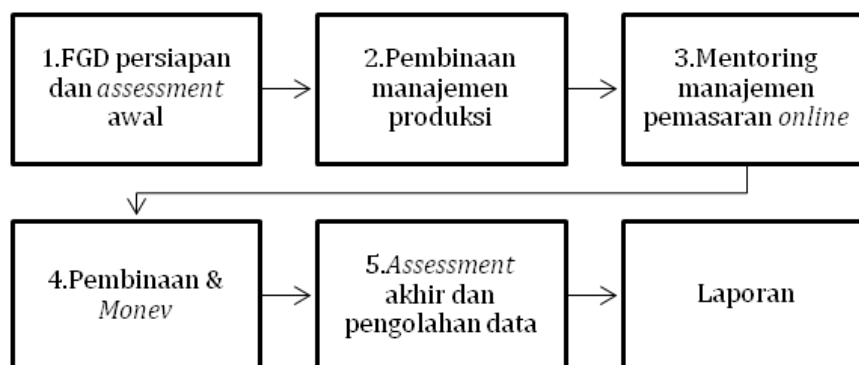 1.FGD persiapan
dan assessment
awal
2.Pembinaan
manajemen
produksi
3.Mentoring
manajemen
pemasaran online
4.Pembinaan &
Monev
5.Assessment
akhir dan
pengolahan data
Laporan